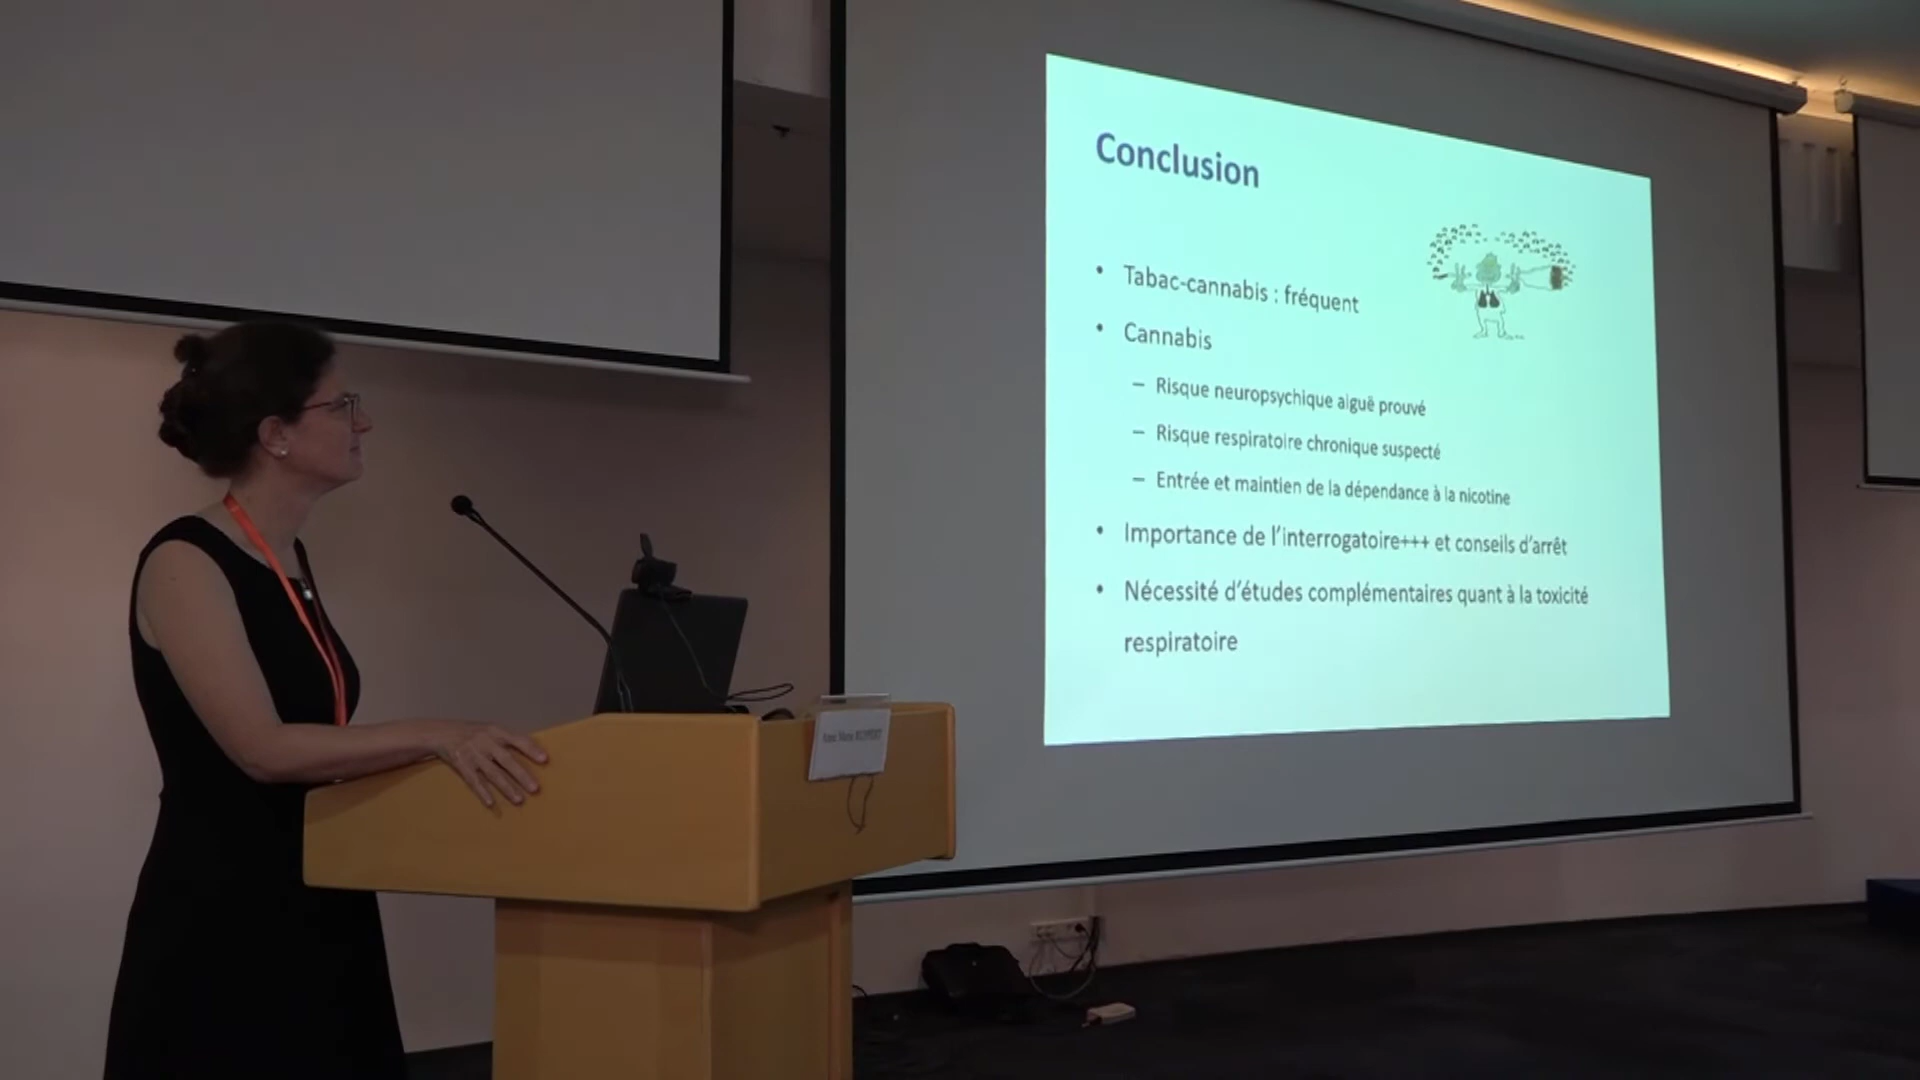 Conclusion
• Tabac-cannabis : fréquent
• Cannabis
– Risque neuropsychique aiguë prouvé
– Risque respiratoire chronique suspecté
– Entrée et maintien de la dépendance à la nicotine
• Importance de l'interrogatoire+++ et conseils d'arrêt
• Nécessité d'études complémentaires quant à la toxicité
respiratoire